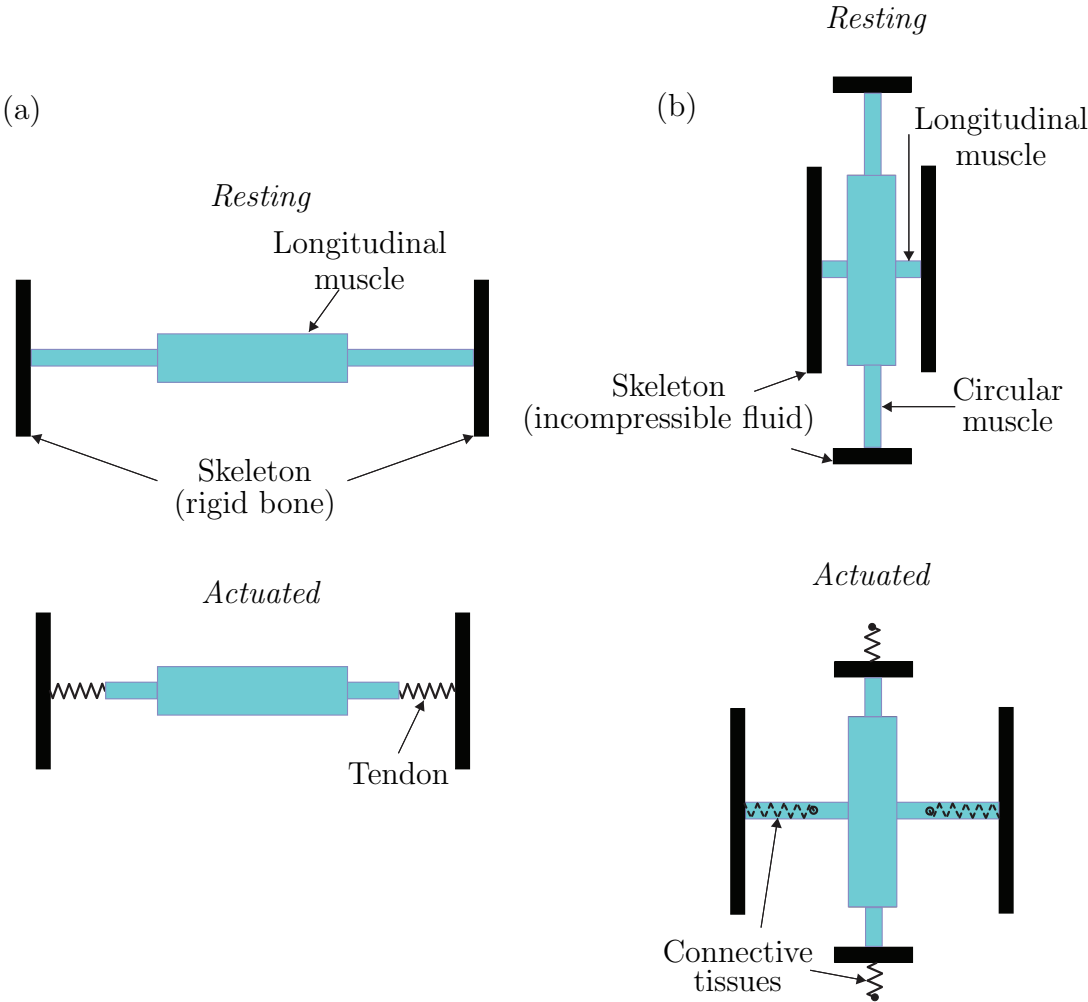 (a)
Resting
Longitudinal
muscle
Skeleton
(rigid bone)
Actuated
Tendon
(b)
Resting
Longitudinal
muscle
Skeleton
(incompressible fluid)
Circular
muscle
Actuated
Connective
tissues